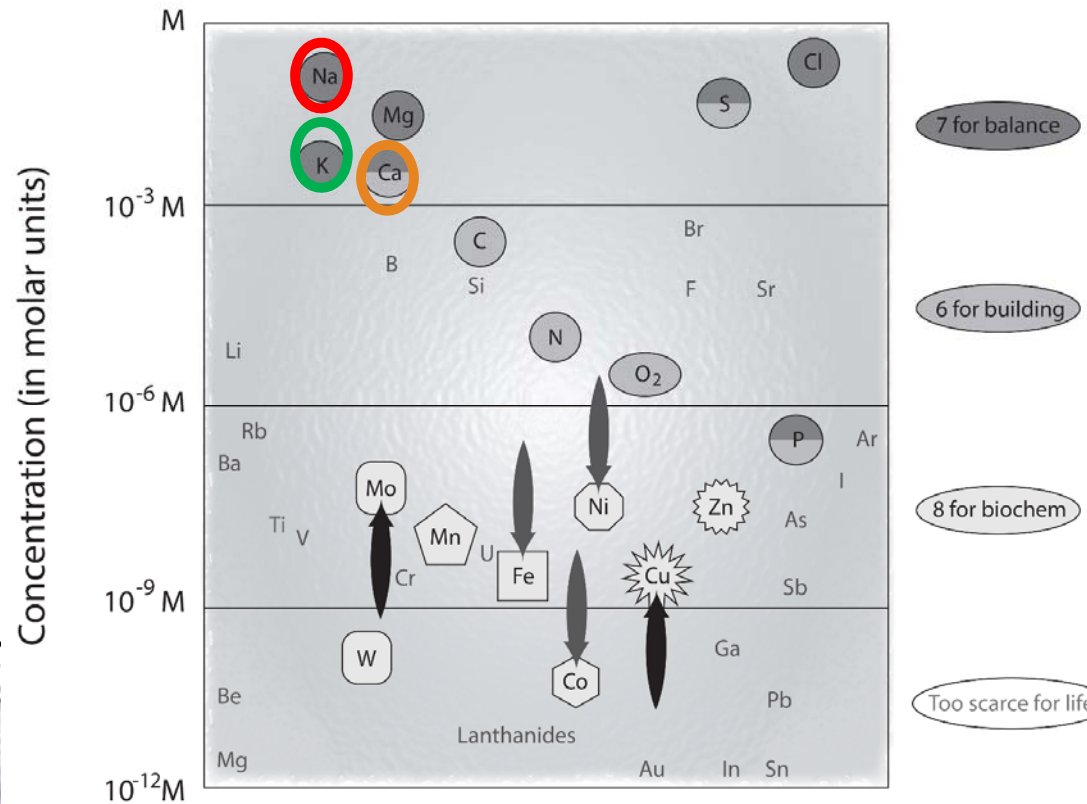 Concentration (in molar units)
M
Na
Mg
K
Ca
S
Cl
7 for balance
10⁻³ M
C
B
Si
Br
F
Sr
6 for building
Li
N
O₂
10⁻⁶ M
Rb
Ba
P
Ar
I
Mo
Mn
Ni
Zn
8 for biochem
Ti
V
U
As
Cr
Fe
Cu
Sb
10⁻⁹ M
W
Co
Ga
Be
Pb
Too scarce for life
Lanthanides
Mg
Au
In
Sn
10⁻¹² M